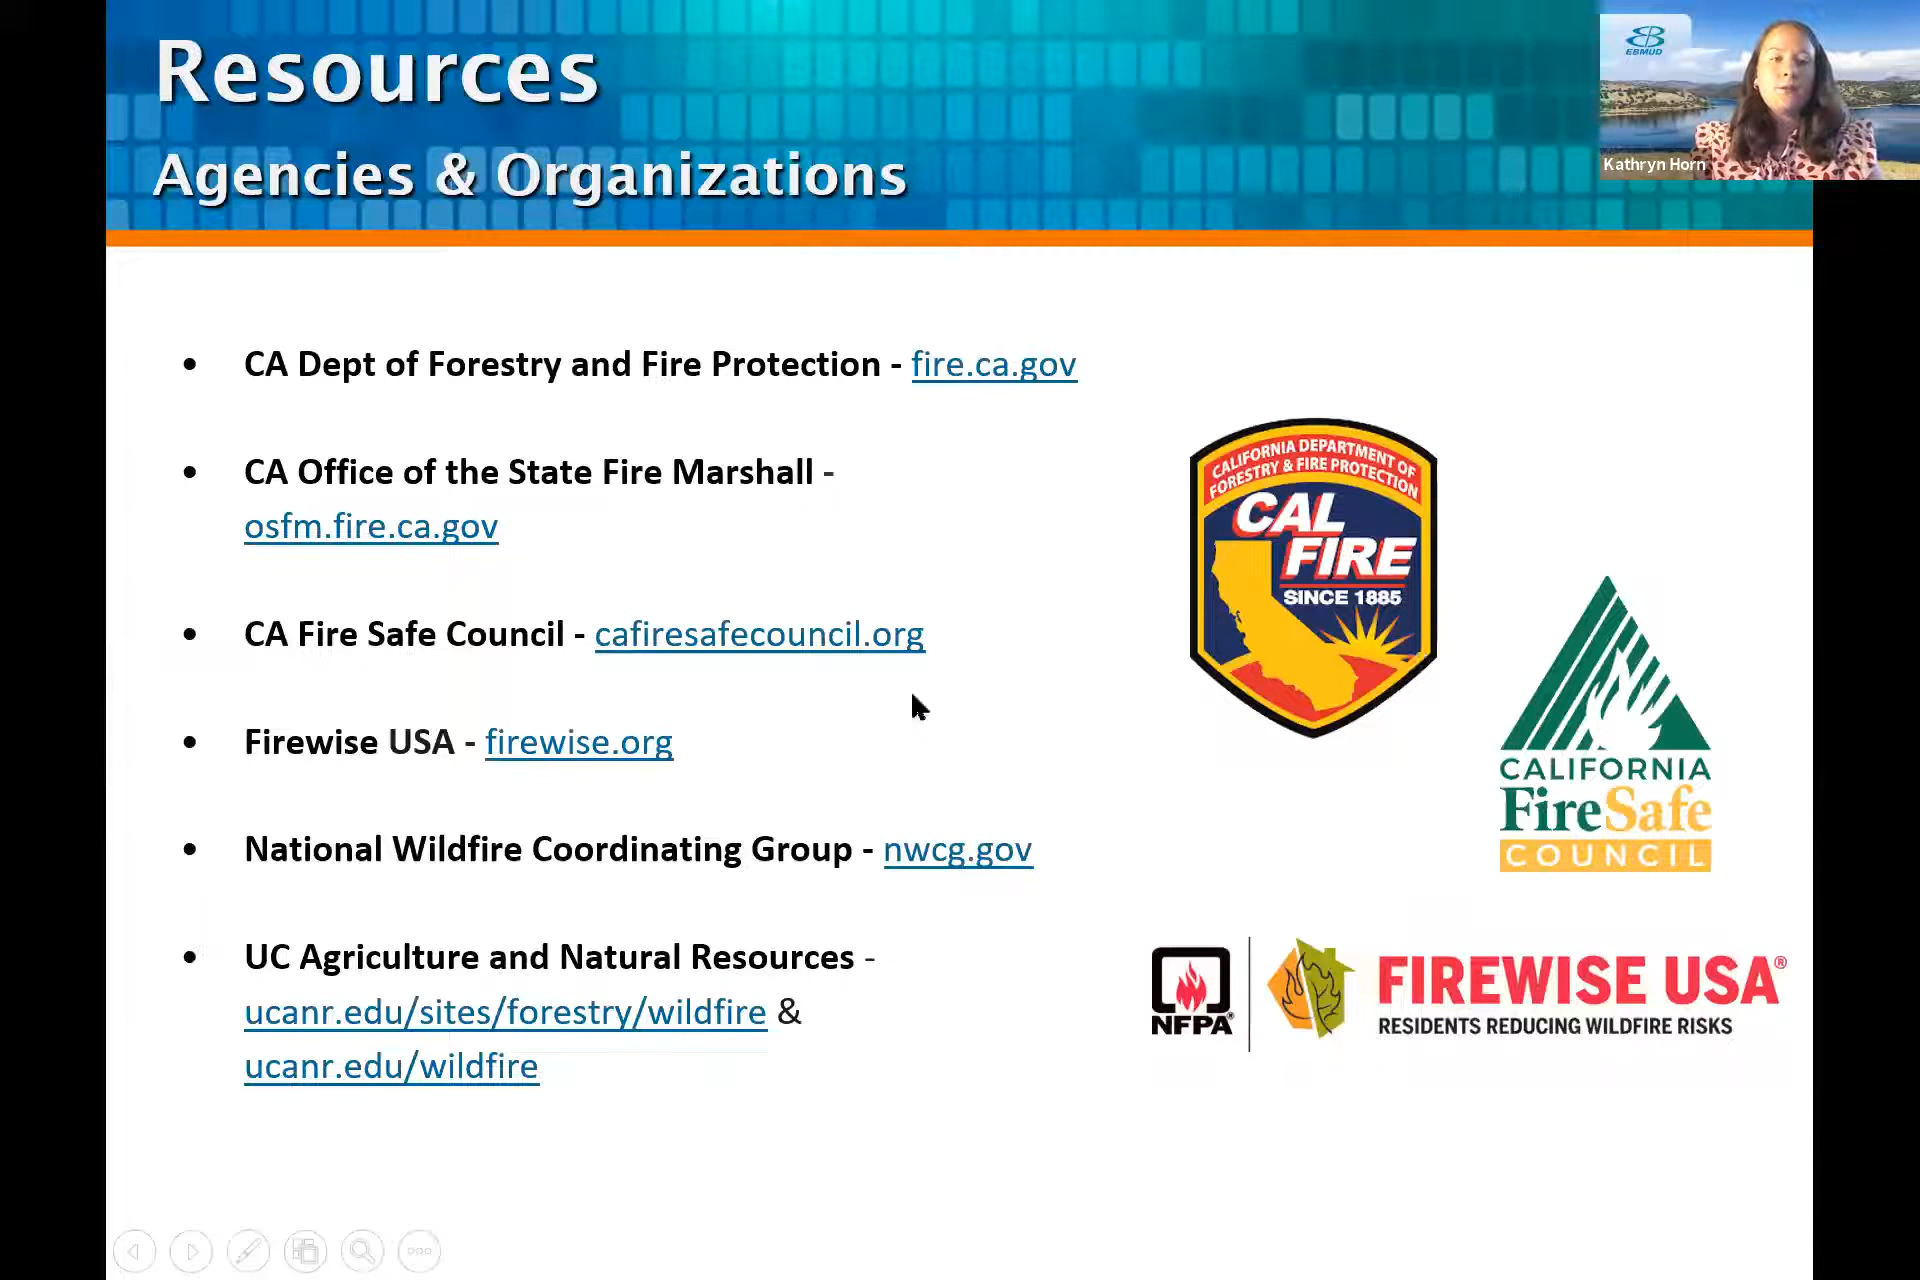 Resources
Agencies & Organizations
EBMUD
Kathryn Horn
• CA Dept of Forestry and Fire Protection - fire.ca.gov
• CA Office of the State Fire Marshall -
osfm.fire.ca.gov
• CA Fire Safe Council - cafiresafecouncil.org
• Firewise USA - firewise.org
• National Wildfire Coordinating Group - nwcg.gov
• UC Agriculture and Natural Resources -
ucanr.edu/sites/forestry/wildfire &
ucanr.edu/wildfire
CALIFORNIA DEPARTMENT OF
FORESTRY & FIRE PROTECTION
CAL
FIRE
SINCE 1885
CALIFORNIA
FireSafe
COUNCIL
NFPA®
FIREWISE USA®
RESIDENTS REDUCING WILDFIRE RISKS